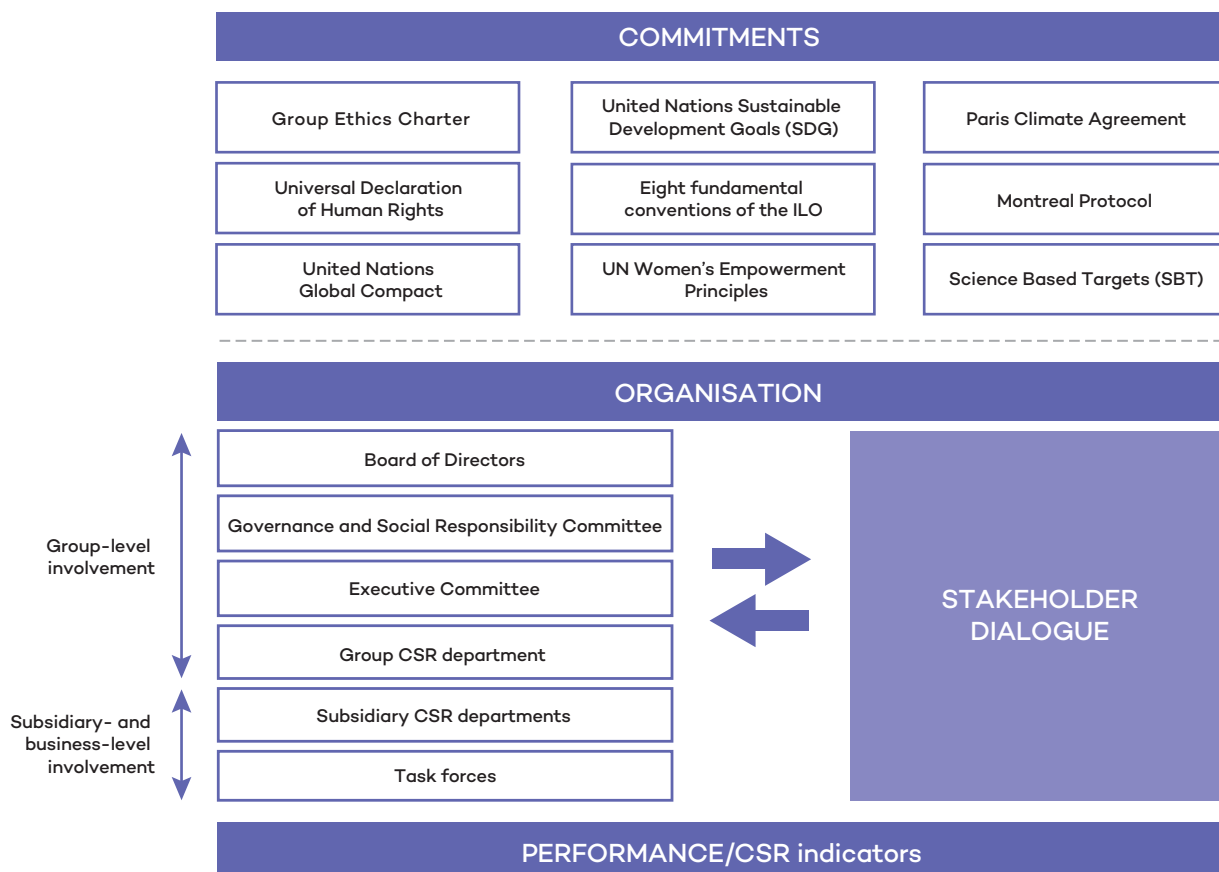 COMMITMENTS
Group Ethics Charter
United Nations Sustainable
Development Goals (SDG)
Paris Climate Agreement
Universal Declaration
of Human Rights
Eight fundamental
conventions of the ILO
Montreal Protocol
United Nations
Global Compact
UN Women's Empowerment
Principles
Science Based Targets (SBT)
ORGANISATION
Group-level
involvement
Board of Directors
Governance and Social Responsibility Committee
Executive Committee
Group CSR department
Subsidiary- and
business-level
involvement
Subsidiary CSR departments
Task forces
STAKEHOLDER
DIALOGUE
PERFORMANCE/CSR indicators